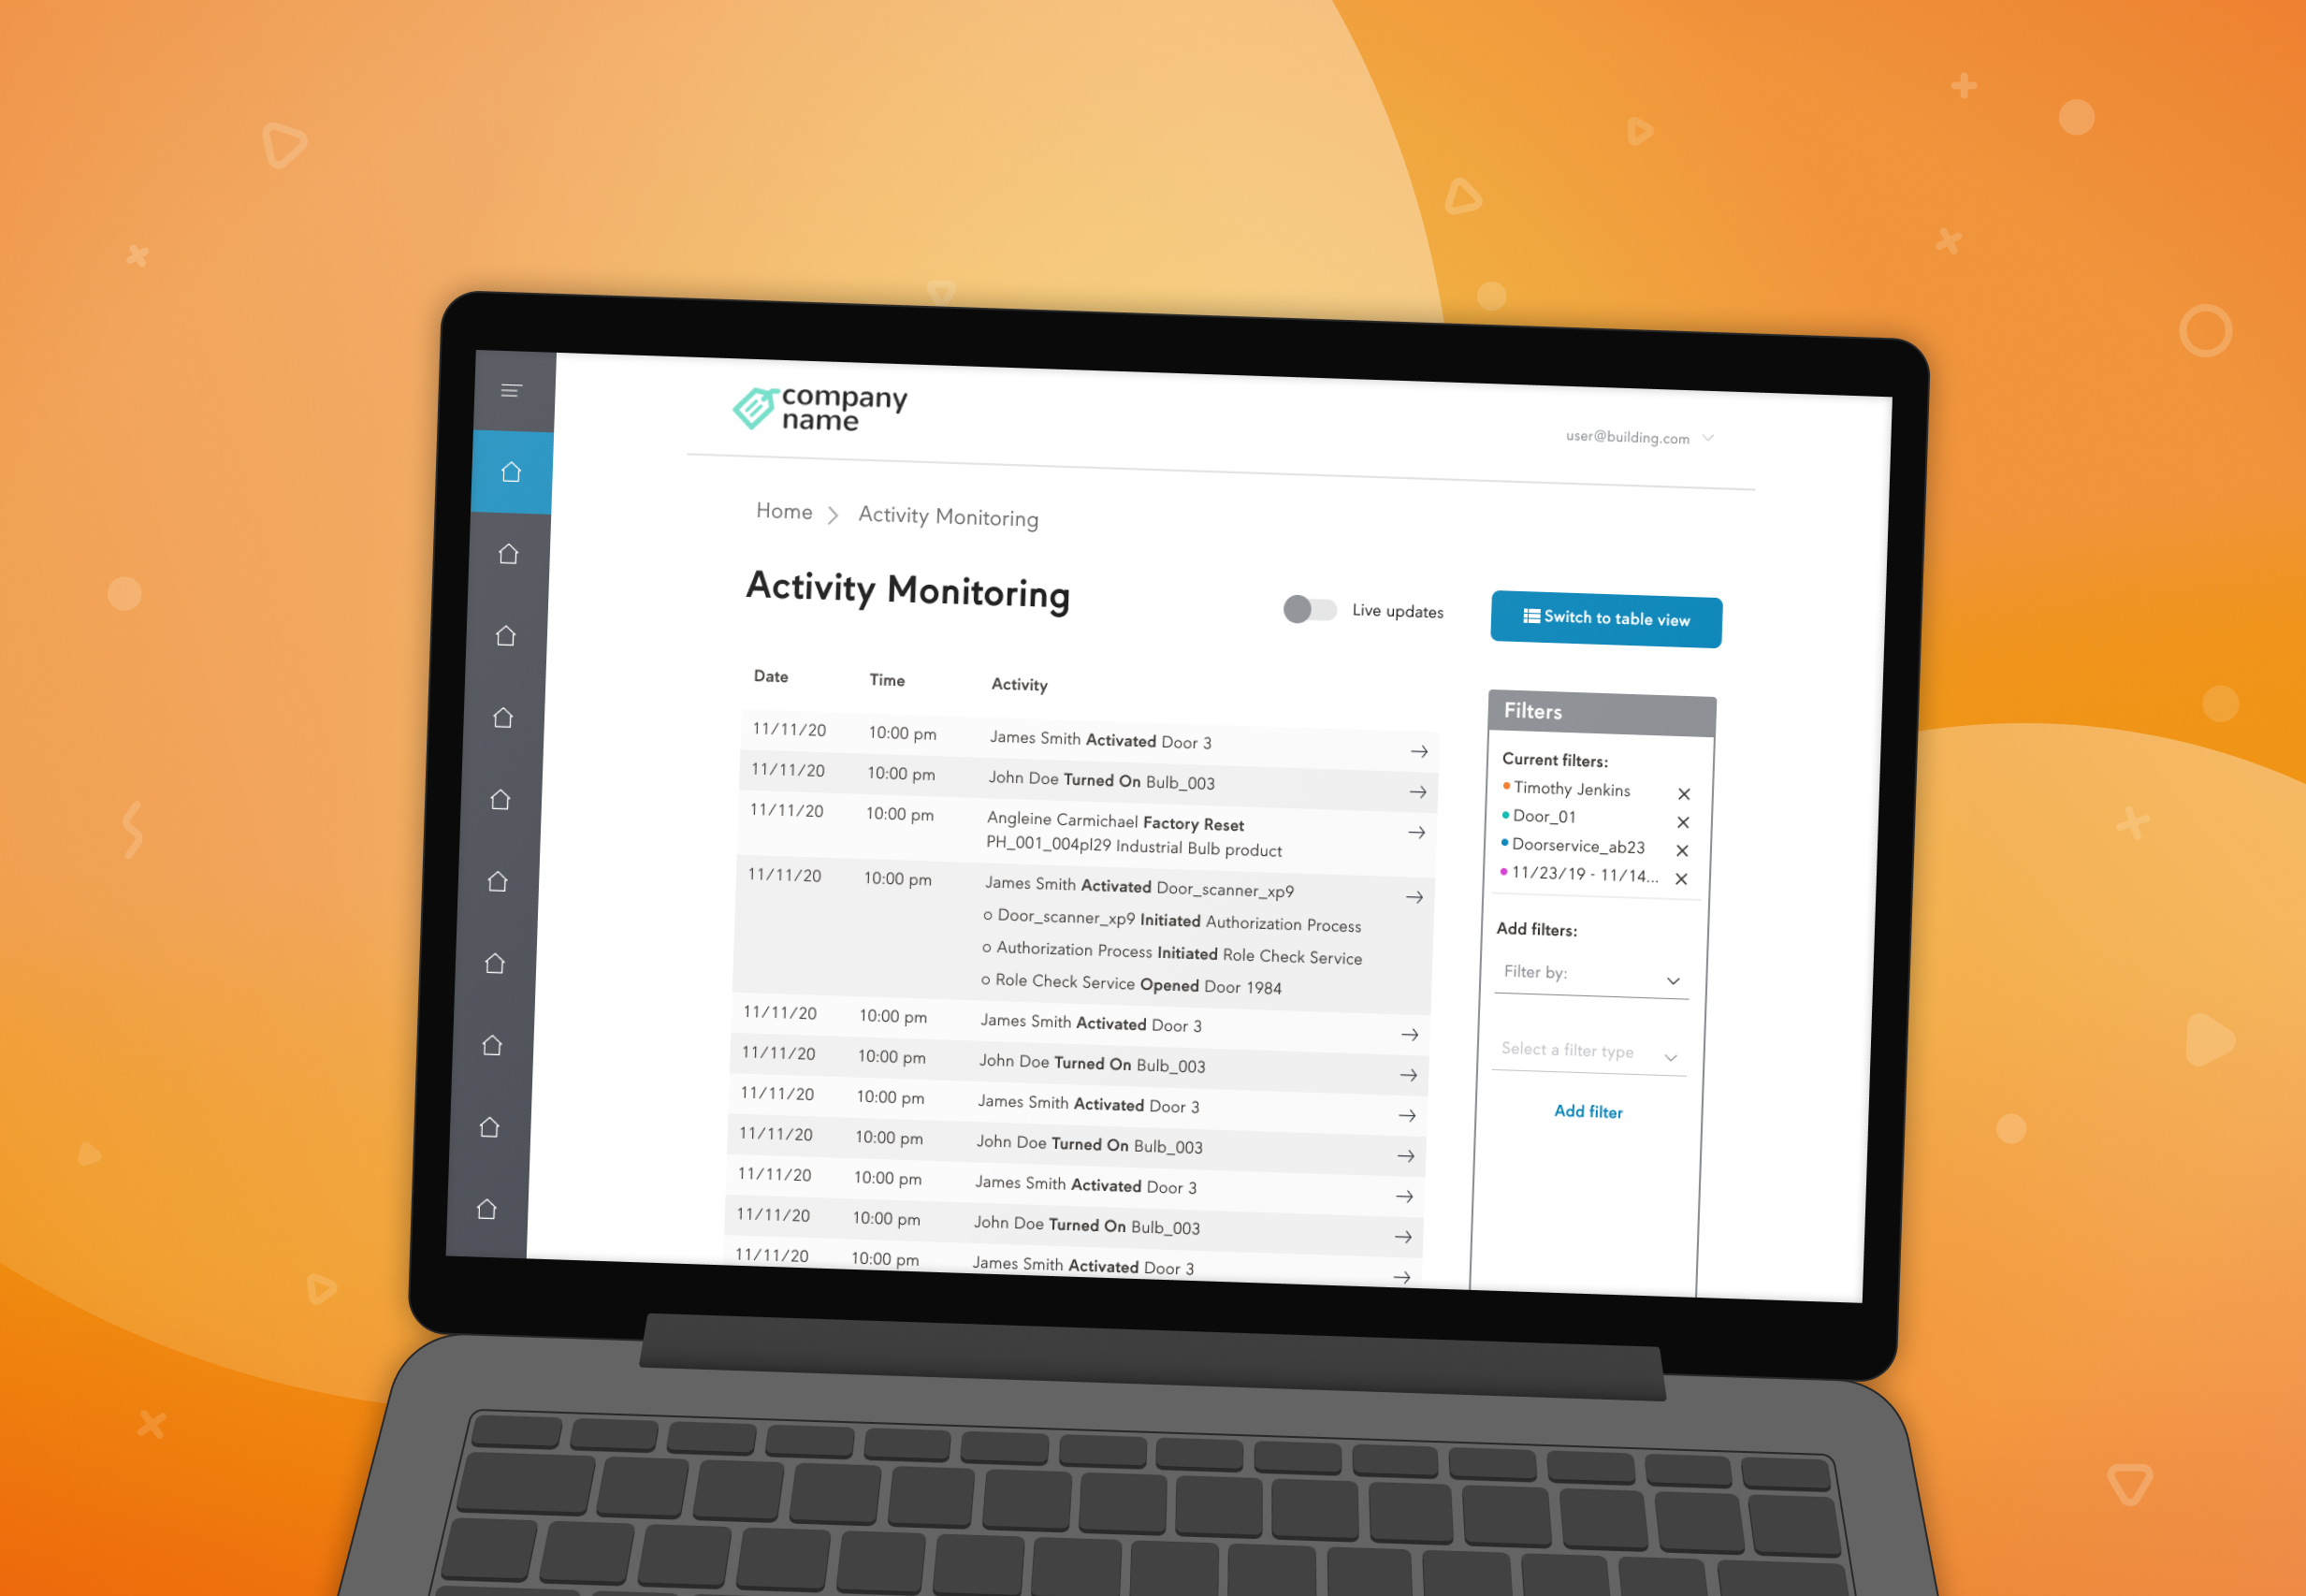 company
name
user@building.com
Home > Activity Monitoring
Activity Monitoring
Live updates
Switch to table view
Date Time Activity
11/11/20 10:00 pm James Smith Activated Door 3
11/11/20 10:00 pm John Doe Turned On Bulb_003
11/11/20 10:00 pm Angleine Carmichael Factory Reset
PH_001_004pl29 Industrial Bulb product
11/11/20 10:00 pm James Smith Activated Door_scanner_xp9
Door_scanner_xp9 Initiated Authorization Process
Authorization Process Initiated Role Check Service
Role Check Service Opened Door 1984
11/11/20 10:00 pm James Smith Activated Door 3
11/11/20 10:00 pm John Doe Turned On Bulb_003
11/11/20 10:00 pm James Smith Activated Door 3
11/11/20 10:00 pm John Doe Turned On Bulb_003
11/11/20 10:00 pm James Smith Activated Door 3
11/11/20 10:00 pm John Doe Turned On Bulb_003
11/11/20 10:00 pm James Smith Activated Door 3
Filters
Current filters:
Timothy Jenkins
Door_01
Doorservice_ab23
11/23/19 - 11/14...
Add filters:
Filter by:
Select a filter type
Add filter